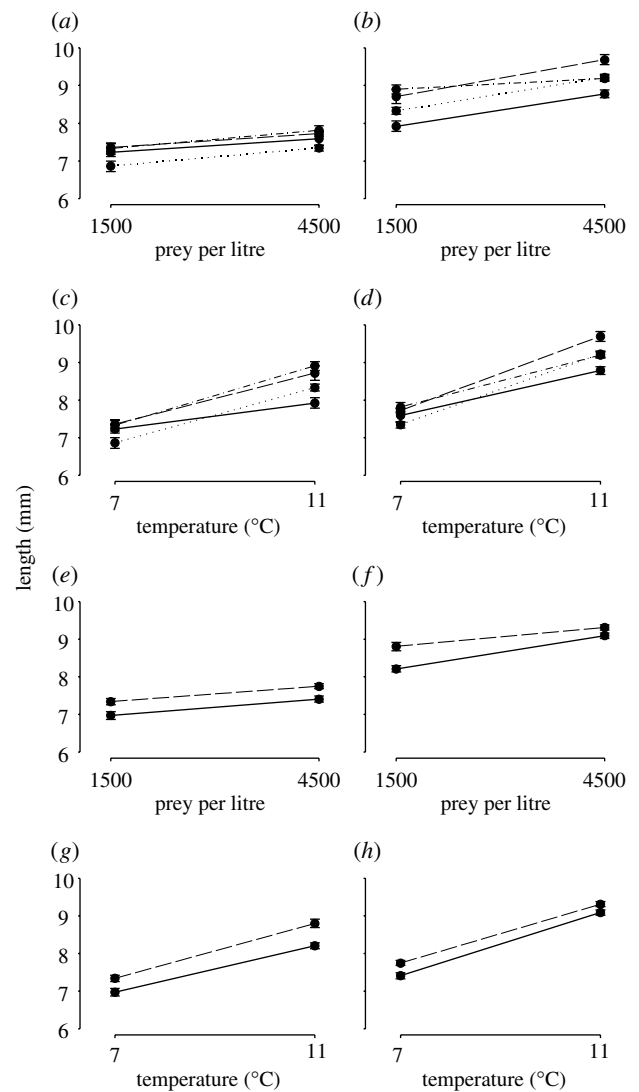 (a) (b)
10
9
8
7
6
1500 4500 1500 4500
prey per litre prey per litre
(c) (d)
10
9
8
7
6
7 11 7 11
temperature (°C) temperature (°C)
length (mm)
(e) (f)
10
9
8
7
6
1500 4500 1500 4500
prey per litre prey per litre
(g) (h)
10
9
8
7
6
7 11 7 11
temperature (°C) temperature (°C)